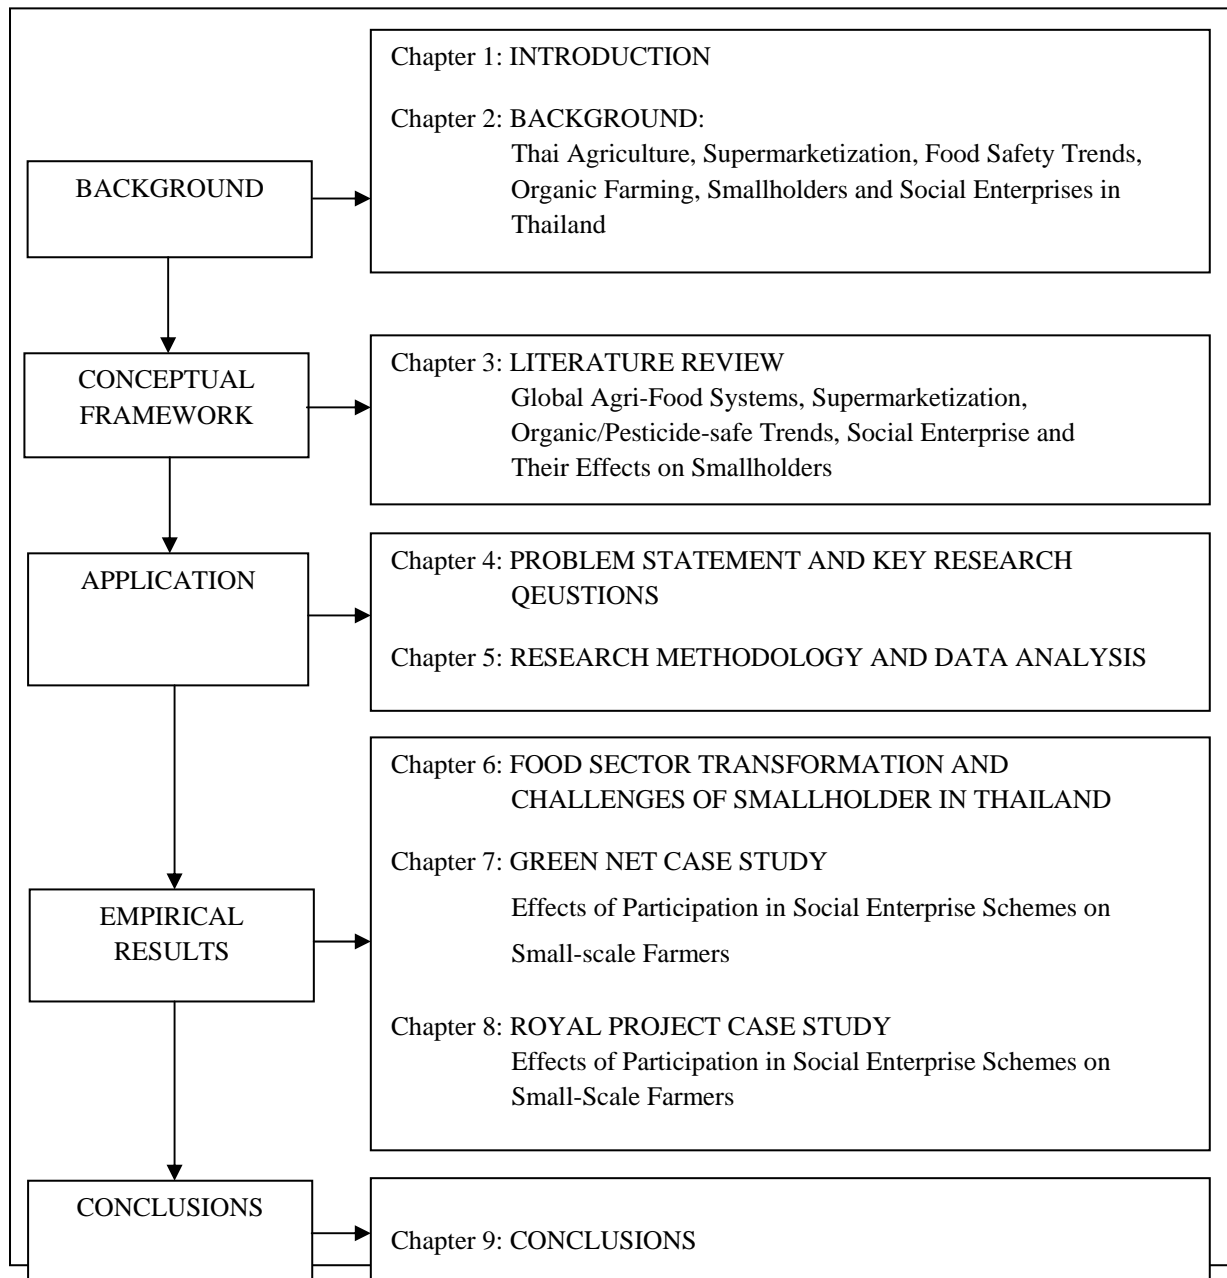 Chapter 1: INTRODUCTION
Chapter 2: BACKGROUND:
Thai Agriculture, Supermarketization, Food Safety Trends,
Organic Farming, Smallholders and Social Enterprises in
Thailand
BACKGROUND
CONCEPTUAL
FRAMEWORK
Chapter 3: LITERATURE REVIEW
Global Agri-Food Systems, Supermarketization,
Organic/Pesticide-safe Trends, Social Enterprise and
Their Effects on Smallholders
APPLICATION
Chapter 4: PROBLEM STATEMENT AND KEY RESEARCH
QEUSTIONS
Chapter 5: RESEARCH METHODOLOGY AND DATA ANALYSIS
EMPIRICAL
RESULTS
Chapter 6: FOOD SECTOR TRANSFORMATION AND
CHALLENGES OF SMALLHOLDER IN THAILAND
Chapter 7: GREEN NET CASE STUDY
Effects of Participation in Social Enterprise Schemes on
Small-scale Farmers
Chapter 8: ROYAL PROJECT CASE STUDY
Effects of Participation in Social Enterprise Schemes on
Small-Scale Farmers
CONCLUSIONS
Chapter 9: CONCLUSIONS